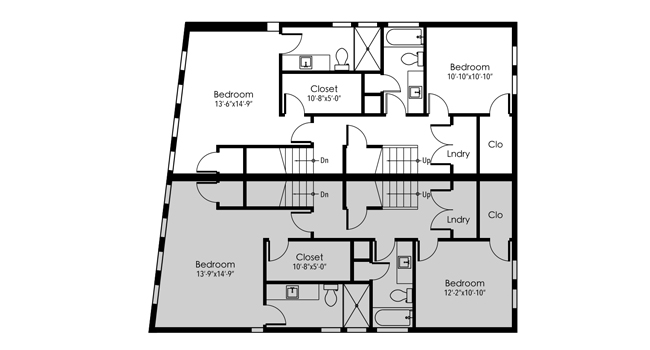 Bedroom
10'-10"x10'-10"
Closet
10'-8"x5'-0"
Bedroom
13'-6"x14'-9"
Clo
Lndry
Dn
Up
Dn
Up
Clo
Lndry
Closet
10'-8"x5'-0"
Bedroom
13'-9"x14'-9"
Bedroom
12'-2"x10'-10"